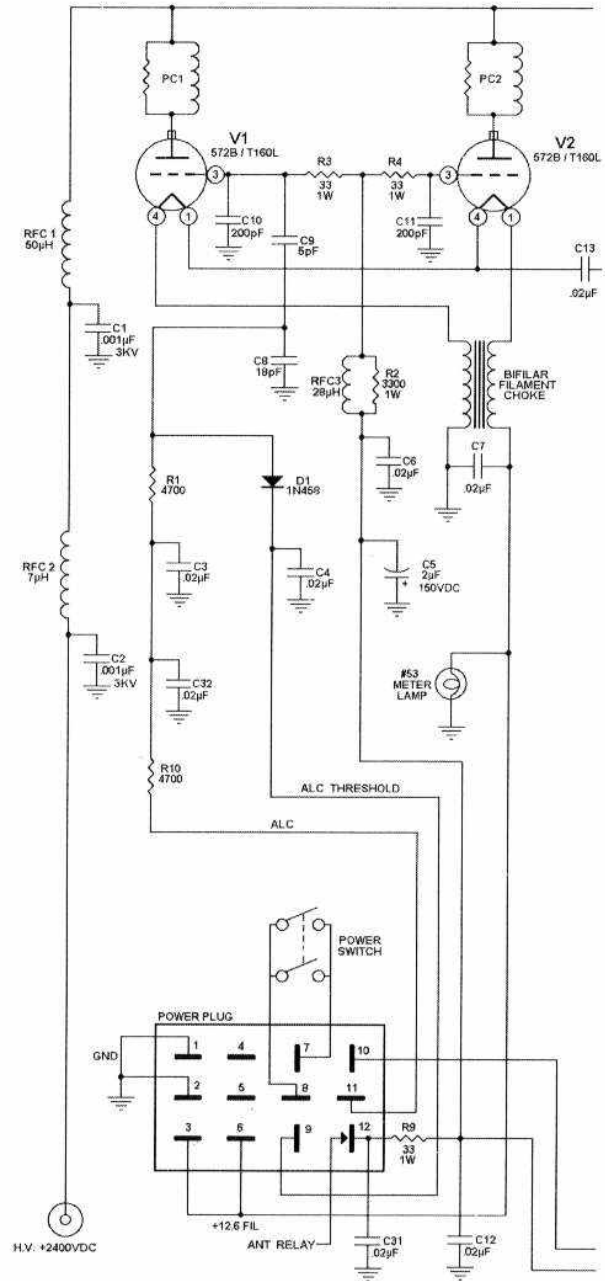 PC1
PC2
V1
572B / T160L
V2
572B / T160L
3
R3
33
1W
R4
33
1W
3
4
1
4
1
C10
200pF
C11
200pF
C9
5pF
C13
.02µF
RFC 1
50µH
C1
.001µF
3KV
C8
18pF
RFC3
28µH
R2
3300
1W
BIFILAR
FILAMENT
CHOKE
C7
.02µF
C6
.02µF
R1
4700
D1
1N458
C3
.02µF
C4
.02µF
C5
2µF
150VDC
+
RFC 2
7µH
C2
.001µF
3KV
C32
.02µF
#53
METER
LAMP
R10
4700
ALC THRESHOLD
ALC
POWER
SWITCH
POWER PLUG
GND
1
4
7
10
2
5
8
11
3
6
9
12
R9
33
1W
+12.6 FIL
ANT RELAY
C31
.02µF
C12
.02µF
H.V. +2400VDC